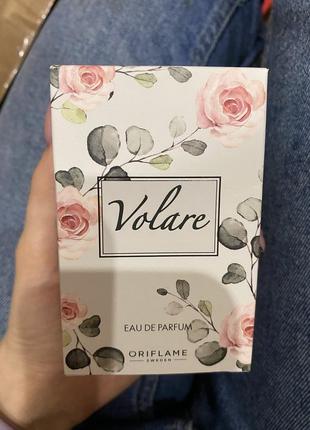 Volare
EAU DE PARFUM
ORIFLAME
SWEDEN